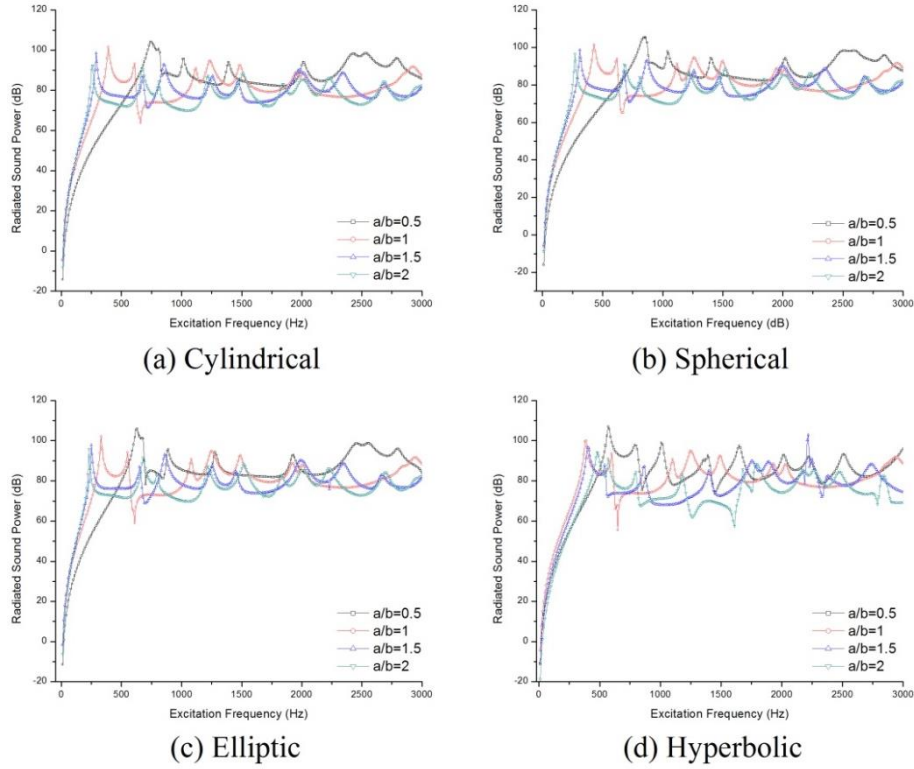 120
100
80
60
40
20
0
-20
Radiated Sound Power (dB)
a/b=0.5
a/b=1
a/b=1.5
a/b=2
0 500 1000 1500 2000 2500 3000
Excitation Frequency (Hz)
(a) Cylindrical
120
100
80
60
40
20
0
-20
Radiated Sound Power (dB)
a/b=0.5
a/b=1
a/b=1.5
a/b=2
0 500 1000 1500 2000 2500 3000
Excitation Frequency (dB)
(b) Spherical
120
100
80
60
40
20
0
-20
Radiated Sound Power (dB)
a/b=0.5
a/b=1
a/b=1.5
a/b=2
0 500 1000 1500 2000 2500 3000
Excitation Frequency (Hz)
(c) Elliptic
120
100
80
60
40
20
0
-20
Radiated Sound Power (dB)
a/b=0.5
a/b=1
a/b=1.5
a/b=2
0 500 1000 1500 2000 2500 3000
Excitation Frequency (Hz)
(d) Hyperbolic